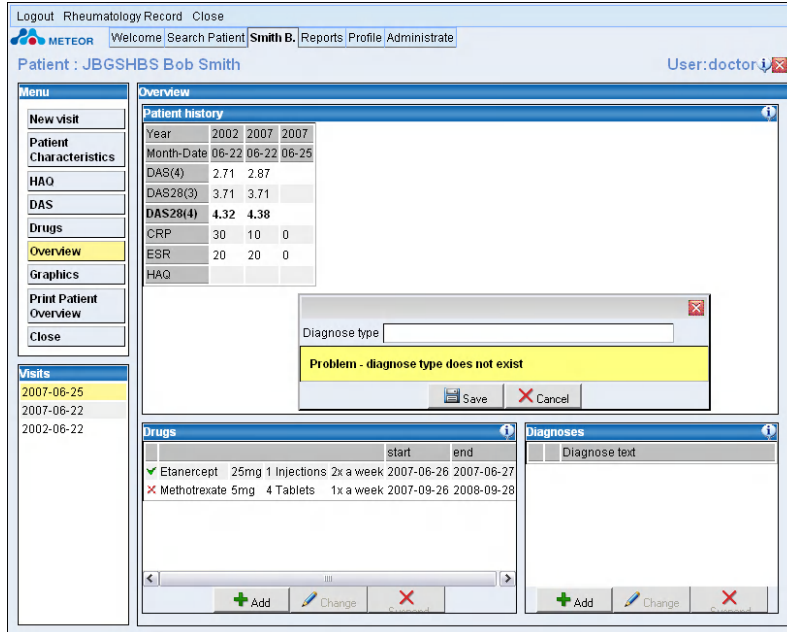 Logout Rheumatology Record Close
METEOR Welcome Search Patient Smith B. Reports Profile Administrate
Patient : JBGSHBS Bob Smith User:doctor
Menu
New visit
Patient
Characteristics
HAQ
DAS
Drugs
Overview
Graphics
Print Patient
Overview
Close
Visits
2007-06-25
2007-06-22
2002-06-22
Overview
Patient history
Year 2002 2007 2007
Month-Date 06-22 06-22 06-25
DAS(4) 2.71 2.87
DAS28(3) 3.71 3.71
DAS28(4) 4.32 4.38
CRP 30 10 0
ESR 20 20 0
HAQ
Diagnose type
Problem - diagnose type does not exist
Save Cancel
Drugs
start end
Etanercept 25mg 1 Injections 2x a week 2007-06-26 2007-06-27
Methotrexate 5mg 4 Tablets 1x a week 2007-09-26 2008-09-28
Add Change
Diagnoses
Diagnose text
Add Change